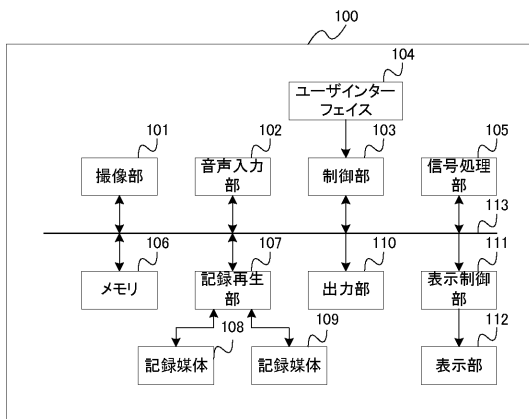 100
104
ユーザインター
フェイス
101
102
103
105
撮像部
音声入力
部
制御部
信号処理
部
113
106
107
110
111
メモリ
記録再生
部
出力部
表示制御
部
108
109
112
記録媒体
記録媒体
表示部